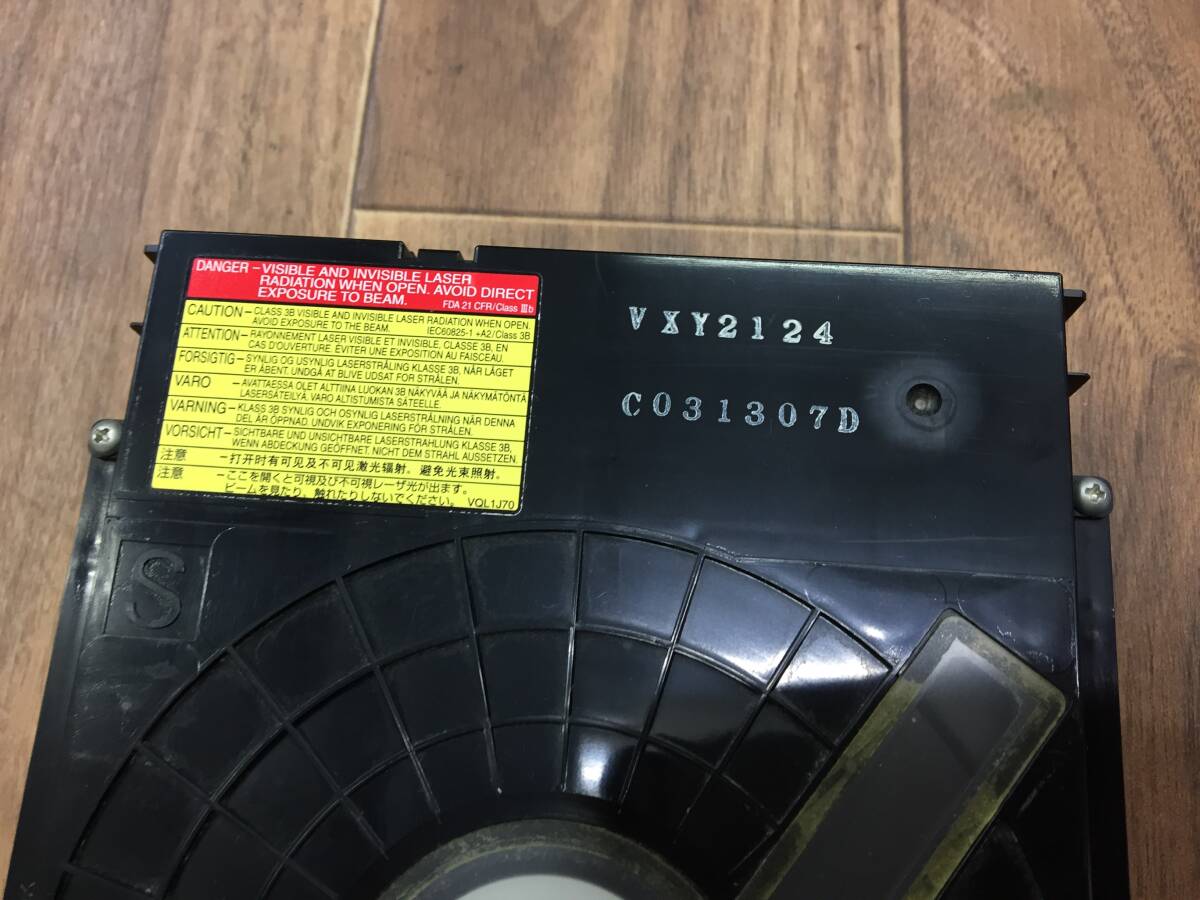 DANGER – VISIBLE AND INVISIBLE LASER
RADIATION WHEN OPEN. AVOID DIRECT
EXPOSURE TO BEAM. FDA 21 CFR/Class Ⅲb
CAUTION – CLASS 3B VISIBLE AND INVISIBLE LASER RADIATION WHEN OPEN.
AVOID EXPOSURE TO THE BEAM. IEC60825-1 +A2/Class 3B
ATTENTION – RAYONNEMENT LASER VISIBLE ET INVISIBLE, CLASSE 3B, EN
CAS D'OUVERTURE. ÉVITER UNE EXPOSITION AU FAISCEAU.
FORSIGTIG – SYNLIG OG USYNLIG LASERSTRÅLING KLASSE 3B, NÅR LÅGET
ER ÅBENT. UNDGÅ AT BLIVE UDSAT FOR STRÅLEN.
VARO – AVATTAESSA OLET ALTTIINA LUOKAN 3B NÄKYVÄÄ JA NÄKYMÄTÖNTÄ
LASERSÄTEILYÄ. VARO ALTISTUMISTA SÄTEELLE.
VARNING – KLASS 3B SYNLIG OCH OSYNLIG LASERSTRÅLNING NÄR DENNA
DEL ÄR ÖPPNAD. UNDVIK EXPONERING FÖR STRÅLEN.
VORSICHT – SICHTBARE UND UNSICHTBARE LASERSTRAHLUNG KLASSE 3B,
WENN ABDECKUNG GEÖFFNET. NICHT DEM STRAHL AUSSETZEN.
注意 – 打开时有可见及不可见激光辐射。避免光束照射。
注意 – ここを開くと可視及び不可視レーザ光が出ます。
ビームを見たり、触れたりしないでください。 VQL1J70
VXY2124
C031307D
S